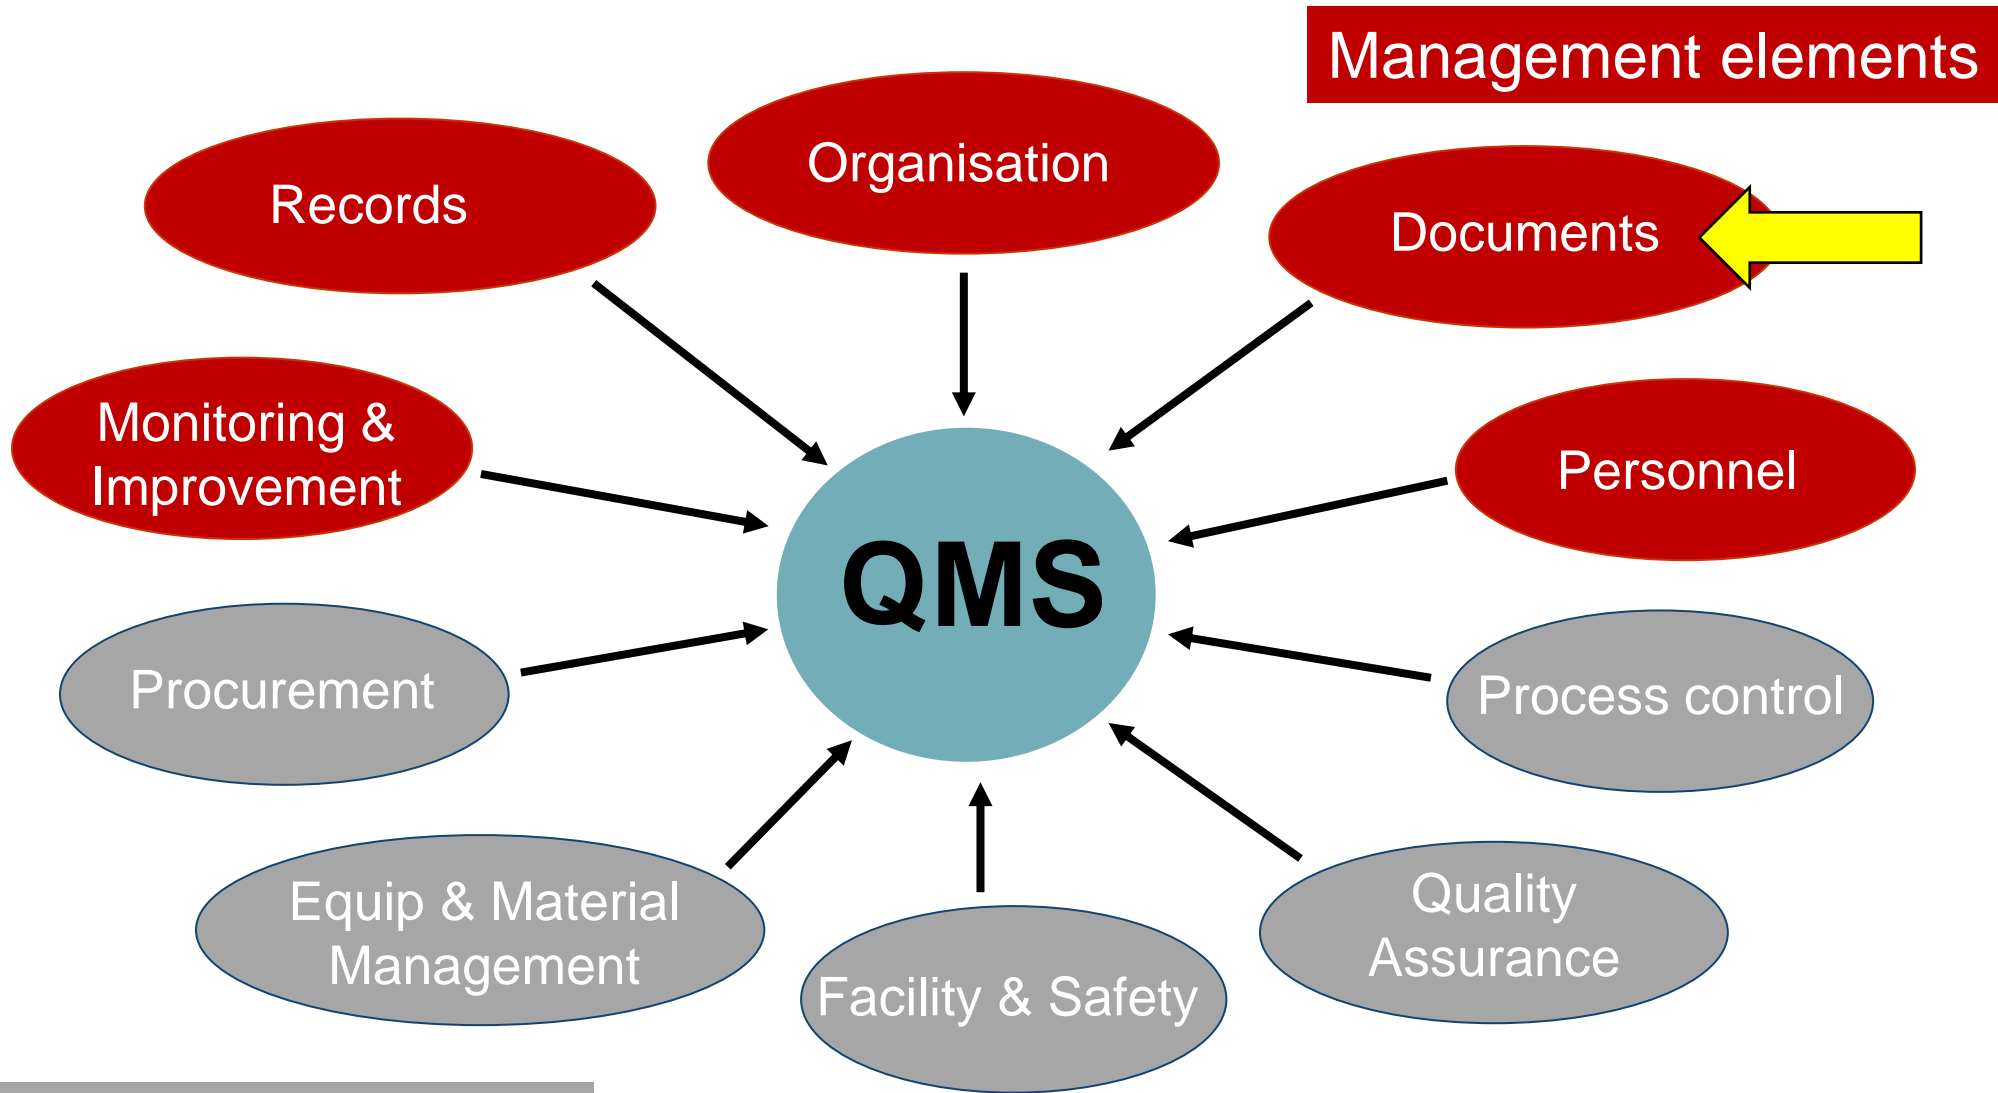 Management elements
Organisation
Records
Documents
Monitoring &
Improvement
Personnel
QMS
Procurement
Process control
Equip & Material
Management
Quality
Assurance
Facility & Safety